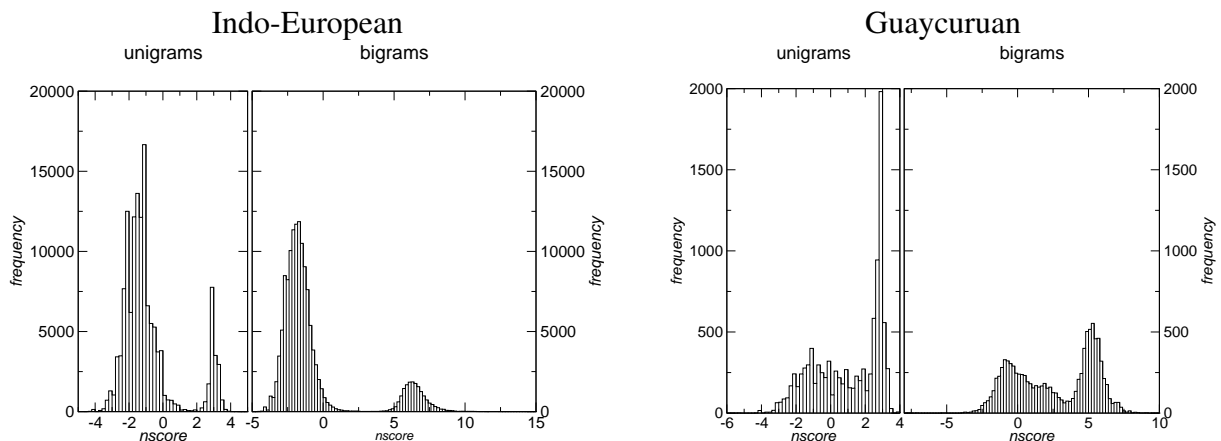 Indo-European
Guaycuruan
unigrams
bigrams
unigrams
bigrams
20000
15000
10000
5000
0
frequency
-4 -2 0 2 4
nscore
-5 0 5 10 15
nscore
20000
15000
10000
5000
0
frequency
2000
1500
1000
500
0
frequency
-6 -4 -2 0 2 4
nscore
-5 0 5 10
nscore
2000
1500
1000
500
0
frequency